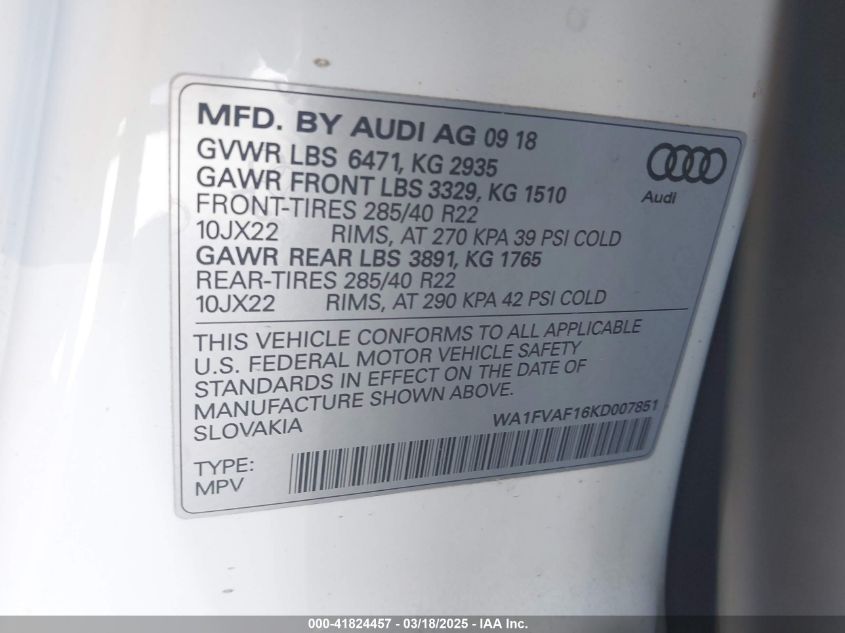 MFD. BY AUDI AG 09 18
GVWR LBS 6471, KG 2935
GAWR FRONT LBS 3329, KG 1510
FRONT-TIRES 285/40 R22
10JX22 RIMS, AT 270 KPA 39 PSI COLD
GAWR REAR LBS 3891, KG 1765
REAR-TIRES 285/40 R22
10JX22 RIMS, AT 290 KPA 42 PSI COLD
Audi
THIS VEHICLE CONFORMS TO ALL APPLICABLE
U.S. FEDERAL MOTOR VEHICLE SAFETY
STANDARDS IN EFFECT ON THE DATE OF
MANUFACTURE SHOWN ABOVE.
SLOVAKIA
WA1FVAF16KD007851
TYPE:
MPV
000-41824457 - 03/18/2025 - IAA Inc.